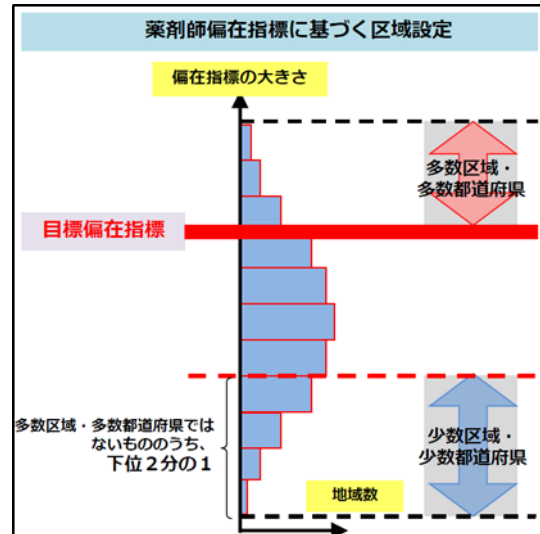 薬剤師偏在指標に基づく区域設定
偏在指標の大きさ
多数区域・
多数都道府県
目標偏在指標
多数区域・多数都道府県では
ないもののうち、
下位２分の１
少数区域・
少数都道府県
地域数